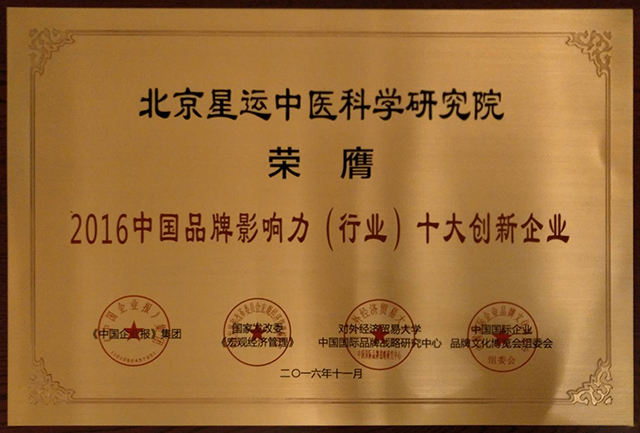 北京星运中医科学研究院
荣膺
2016中国品牌影响力（行业）十大创新企业
《中国企业报》集团
国家发改委
《宏观经济管理》
对外经济贸易大学
中国国际品牌战略研究中心
中国国际企业
品牌文化博览会组委会
二〇一六年十一月